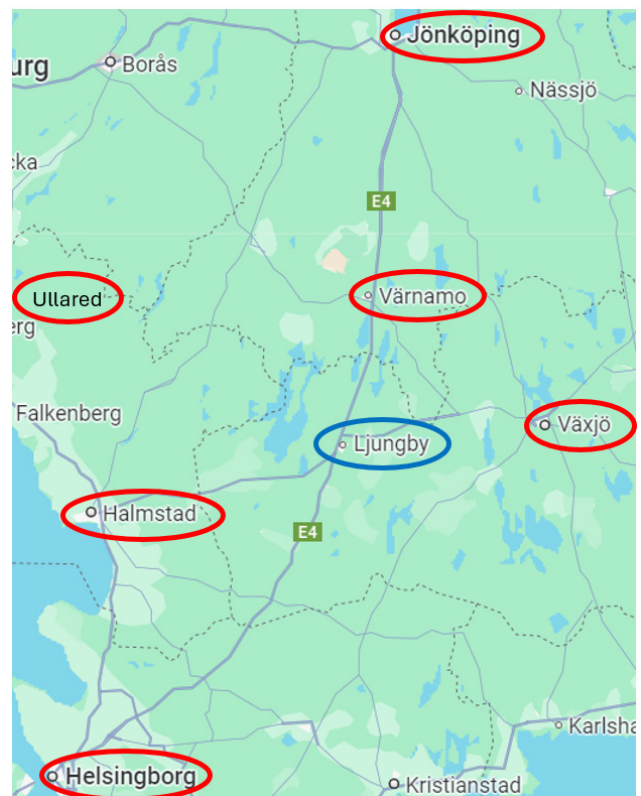 Jönköping
urg
Borås
Nässjö
cka
E4
Ullared
Värnamo
erg
Falkenberg
Växjö
Ljungby
Halmstad
E4
Karlsha
Helsingborg
Kristianstad